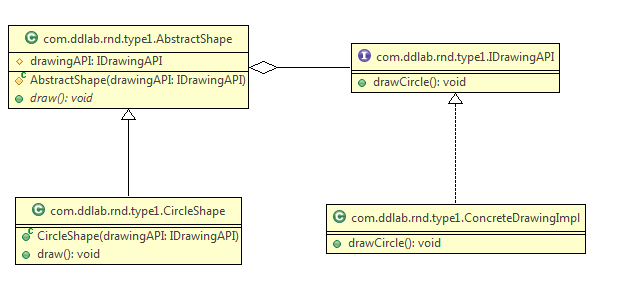 com.ddlab.rnd.type1.AbstractShape
drawingAPI: IDrawingAPI
AbstractShape(drawingAPI: IDrawingAPI)
draw(): void
com.ddlab.rnd.type1.IDrawingAPI
drawCircle(): void
com.ddlab.rnd.type1.CircleShape
CircleShape(drawingAPI: IDrawingAPI)
draw(): void
com.ddlab.rnd.type1.ConcreteDrawingImpl
drawCircle(): void